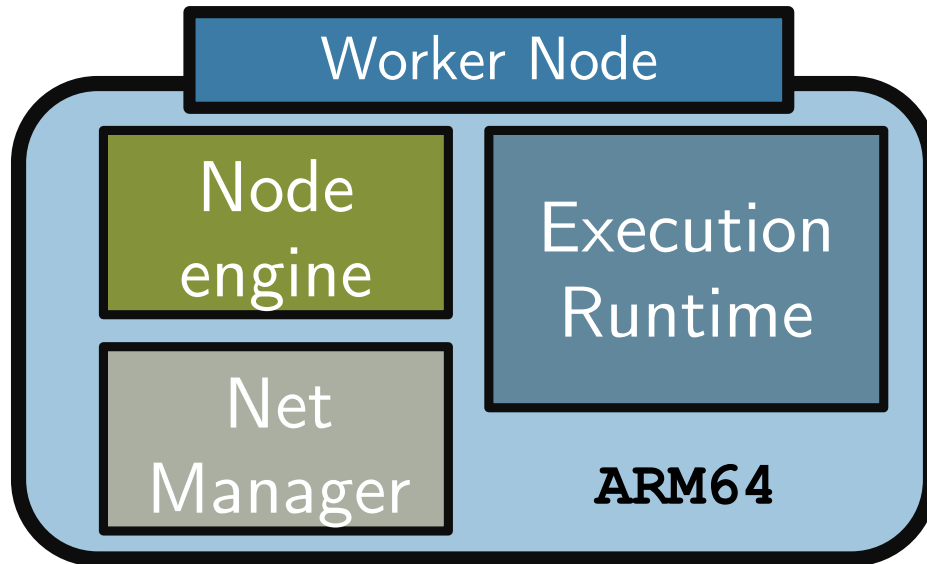 Worker Node
Node
engine
Net
Manager
Execution
Runtime
ARM64